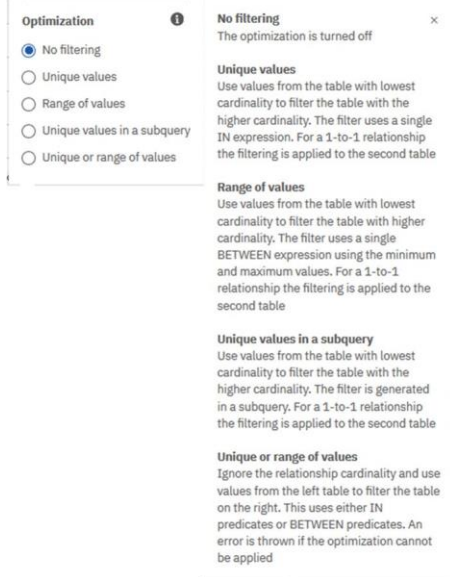 Optimization
No filtering
Unique values
Range of values
Unique values in a subquery
Unique or range of values
No filtering
The optimization is turned off
Unique values
Use values from the table with lowest
cardinality to filter the table with the
higher cardinality. The filter uses a single
IN expression. For a 1-to-1 relationship
the filtering is applied to the second table
Range of values
Use values from the table with lowest
cardinality to filter the table with higher
cardinality. The filter uses a single
BETWEEN expression using the minimum
and maximum values. For a 1-to-1
relationship the filtering is applied to the
second table
Unique values in a subquery
Use values from the table with lowest
cardinality to filter the table with the
higher cardinality. The filter is generated
in a subquery. For a 1-to-1 relationship
the filtering is applied to the second table
Unique or range of values
Ignore the relationship cardinality and use
values from the left table to filter the table
on the right. This uses either IN
predicates or BETWEEN predicates. An
error is thrown if the optimization cannot
be applied